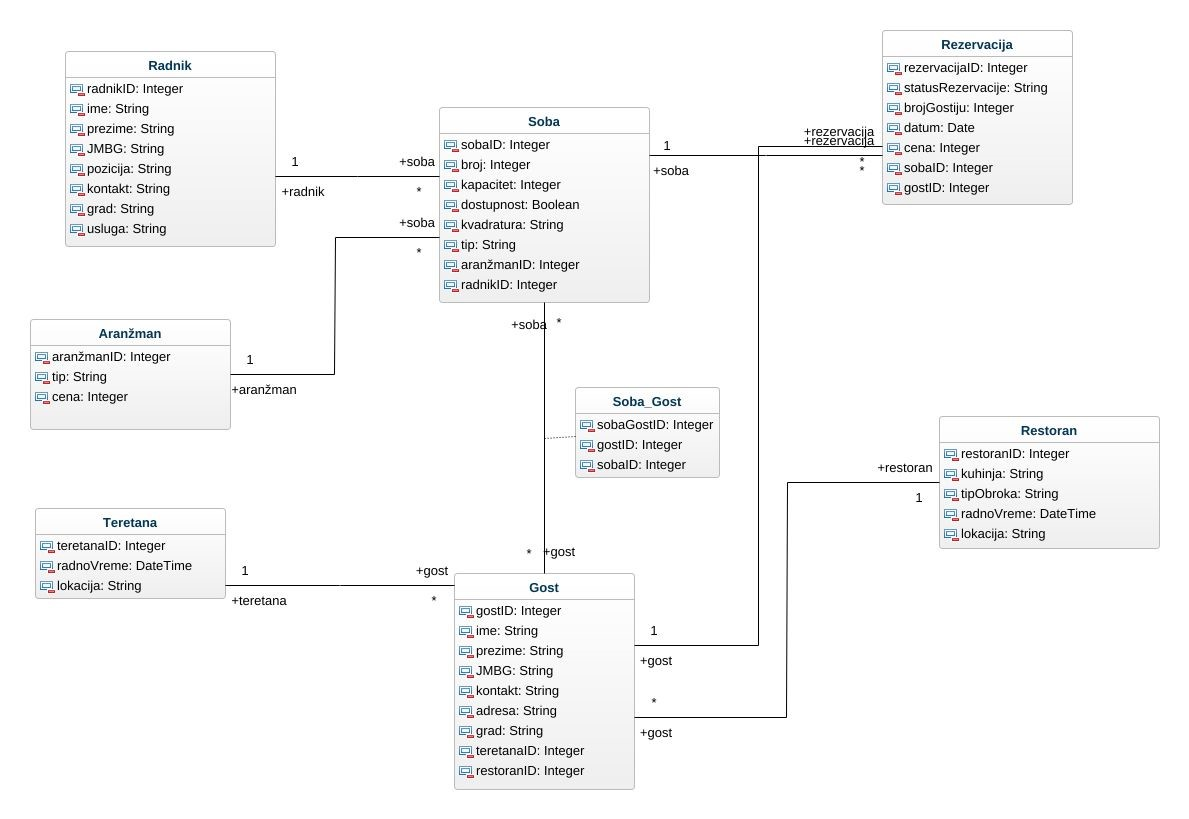 Radnik
radnikID: Integer
ime: String
prezime: String
JMBG: String
pozicija: String
kontakt: String
grad: String
usluga: String
1
+radnik
+soba
*
Soba
sobaID: Integer
broj: Integer
kapacitet: Integer
dostupnost: Boolean
kvadratura: String
tip: String
aranžmanID: Integer
radnikID: Integer
1
+soba
+rezervacija
+rezervacija
*
*
Rezervacija
rezervacijaID: Integer
statusRezervacije: String
brojGostiju: Integer
datum: Date
cena: Integer
sobaID: Integer
gostID: Integer
+soba
*
Aranžman
aranžmanID: Integer
tip: String
cena: Integer
1
+aranžman
+soba
*
Soba_Gost
sobaGostID: Integer
gostID: Integer
sobaID: Integer
+restoran
1
Restoran
restoranID: Integer
kuhinja: String
tipObroka: String
radnoVreme: DateTime
lokacija: String
Teretana
teretanaID: Integer
radnoVreme: DateTime
lokacija: String
1
+teretana
+gost
*
*
+gost
Gost
gostID: Integer
ime: String
prezime: String
JMBG: String
kontakt: String
adresa: String
grad: String
teretanaID: Integer
restoranID: Integer
1
+gost
*
+gost